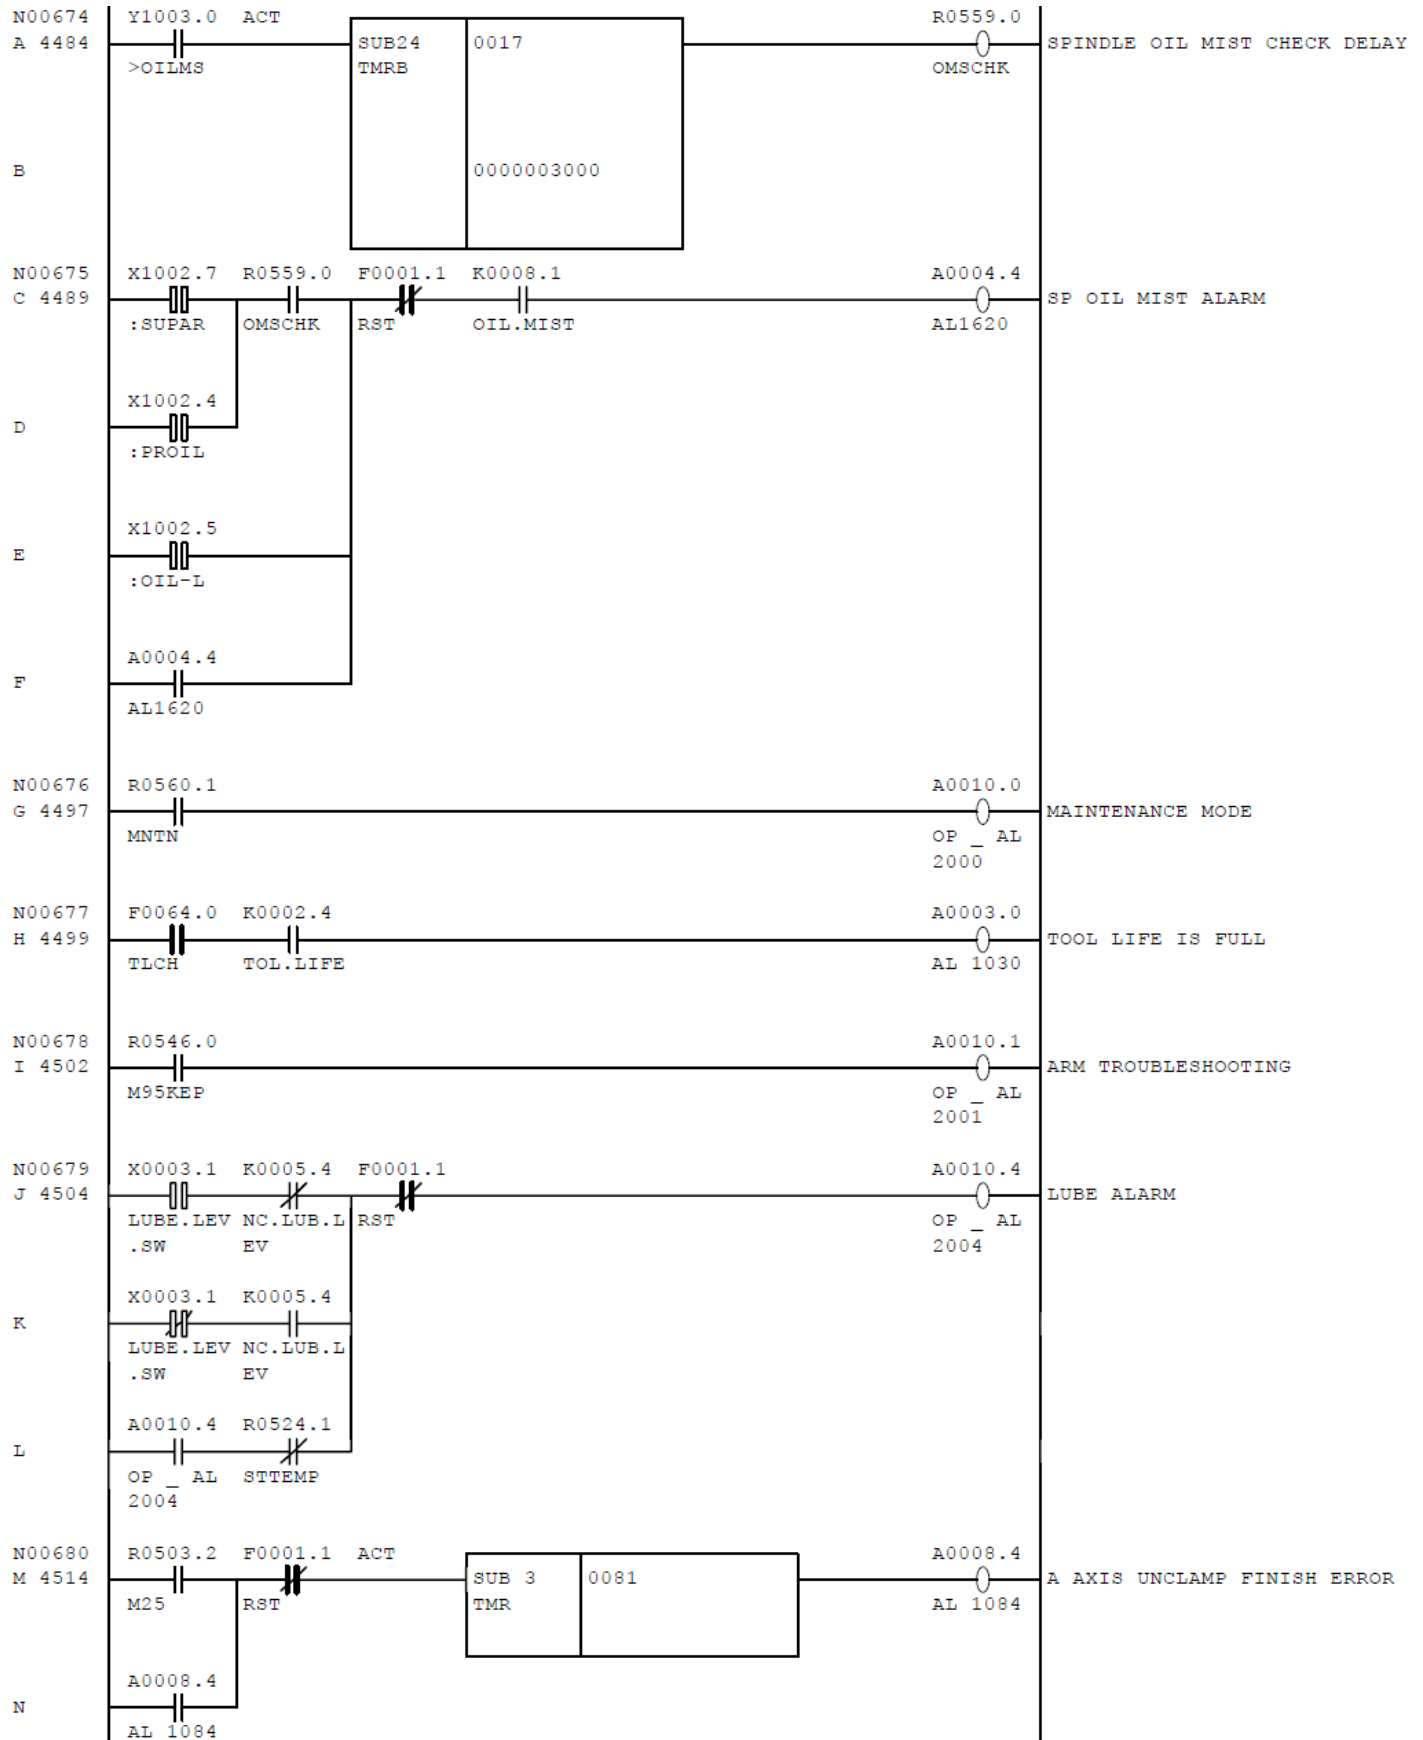 N00674 Y1003.0 ACT R0559.0
A 4484 SUB24 0017 SPINDLE OIL MIST CHECK DELAY
>OILMS TMRB OMSCHK
B 0000003000
N00675 X1002.7 R0559.0 F0001.1 K0008.1 A0004.4
C 4489 SP OIL MIST ALARM
:SUPAR OMSCHK RST OIL.MIST AL1620
X1002.4
D
:PROIL
X1002.5
E
:OIL-L
A0004.4
F
AL1620
N00676 R0560.1 A0010.0
G 4497 MAINTENANCE MODE
MNTN OP _ AL
2000
N00677 F0064.0 K0002.4 A0003.0
H 4499 TOOL LIFE IS FULL
TLCH TOL.LIFE AL 1030
N00678 R0546.0 A0010.1
I 4502 ARM TROUBLESHOOTING
M95KEP OP _ AL
2001
N00679 X0003.1 K0005.4 F0001.1 A0010.4
J 4504 LUBE ALARM
LUBE.LEV NC.LUB.L RST OP _ AL
.SW EV 2004
X0003.1 K0005.4
K
LUBE.LEV NC.LUB.L
.SW EV
A0010.4 R0524.1
L
OP _ AL STTEMP
2004
N00680 R0503.2 F0001.1 ACT A0008.4
M 4514 SUB 3 0081 A AXIS UNCLAMP FINISH ERROR
M25 RST TMR AL 1084
A0008.4
N
AL 1084